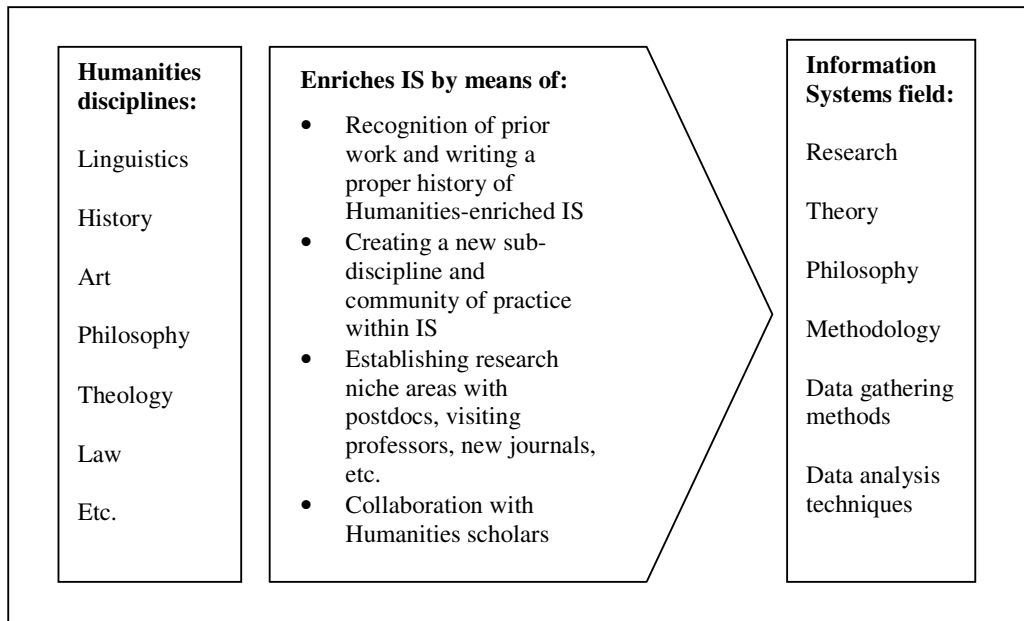 Humanities
disciplines:
Linguistics
History
Art
Philosophy
Theology
Law
Etc.
Enriches IS by means of:
• Recognition of prior
work and writing a
proper history of
Humanities-enriched IS
• Creating a new sub-
discipline and
community of practice
within IS
• Establishing research
niche areas with
postdocs, visiting
professors, new journals,
etc.
• Collaboration with
Humanities scholars
Information
Systems field:
Research
Theory
Philosophy
Methodology
Data gathering
methods
Data analysis
techniques